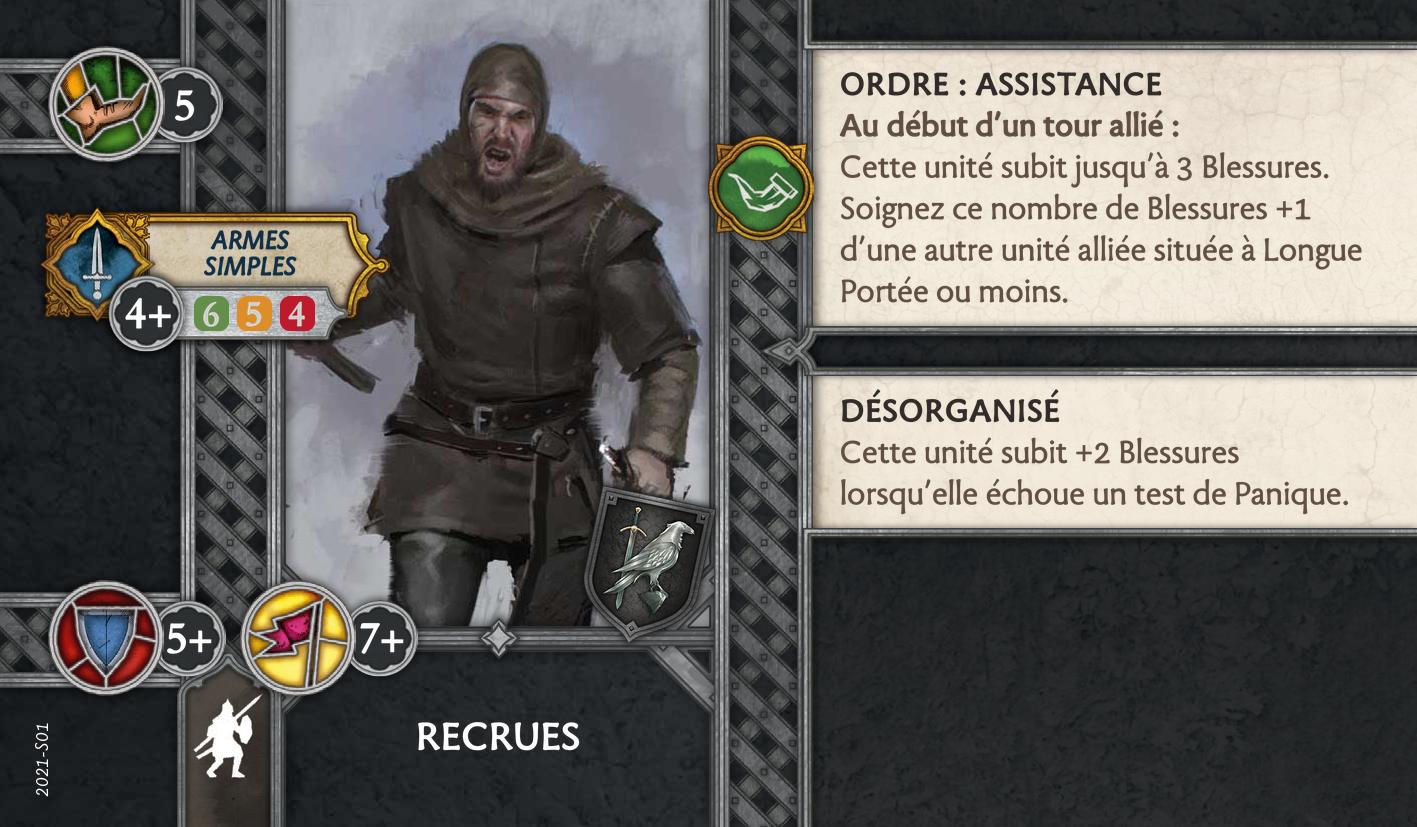 5
ARMES
SIMPLES
4+ 6 5 4
5+ 7+
RECRUES
2021-S01
ORDRE : ASSISTANCE
Au début d'un tour allié :
Cette unité subit jusqu'à 3 Blessures.
Soignez ce nombre de Blessures +1
d'une autre unité alliée située à Longue
Portée ou moins.
DÉSORGANISÉ
Cette unité subit +2 Blessures
lorsqu'elle échoue un test de Panique.